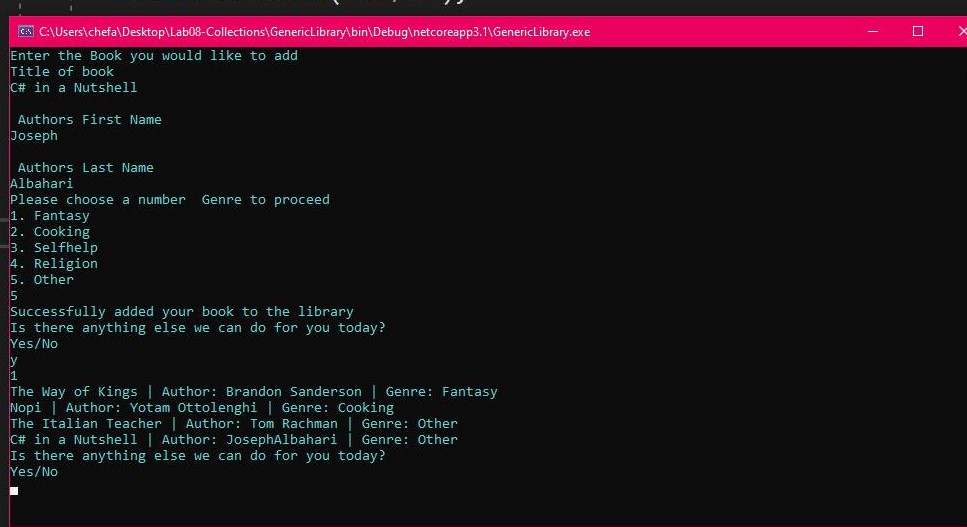 C:\Users\chefa\Desktop\Lab08-Collections\GenericLibrary\bin\Debug\netcoreapp3.1\GenericLibrary.exe
Enter the Book you would like to add
Title of book
C# in a Nutshell
Authors First Name
Joseph
Authors Last Name
Albahari
Please choose a number  Genre to proceed
1. Fantasy
2. Cooking
3. Selfhelp
4. Religion
5. Other
5
Successfully added your book to the library
Is there anything else we can do for you today?
Yes/No
y
1
The Way of Kings | Author: Brandon Sanderson | Genre: Fantasy
Nopi | Author: Yotam Ottolenghi | Genre: Cooking
The Italian Teacher | Author: Tom Rachman | Genre: Other
C# in a Nutshell | Author: JosephAlbahari | Genre: Other
Is there anything else we can do for you today?
Yes/No